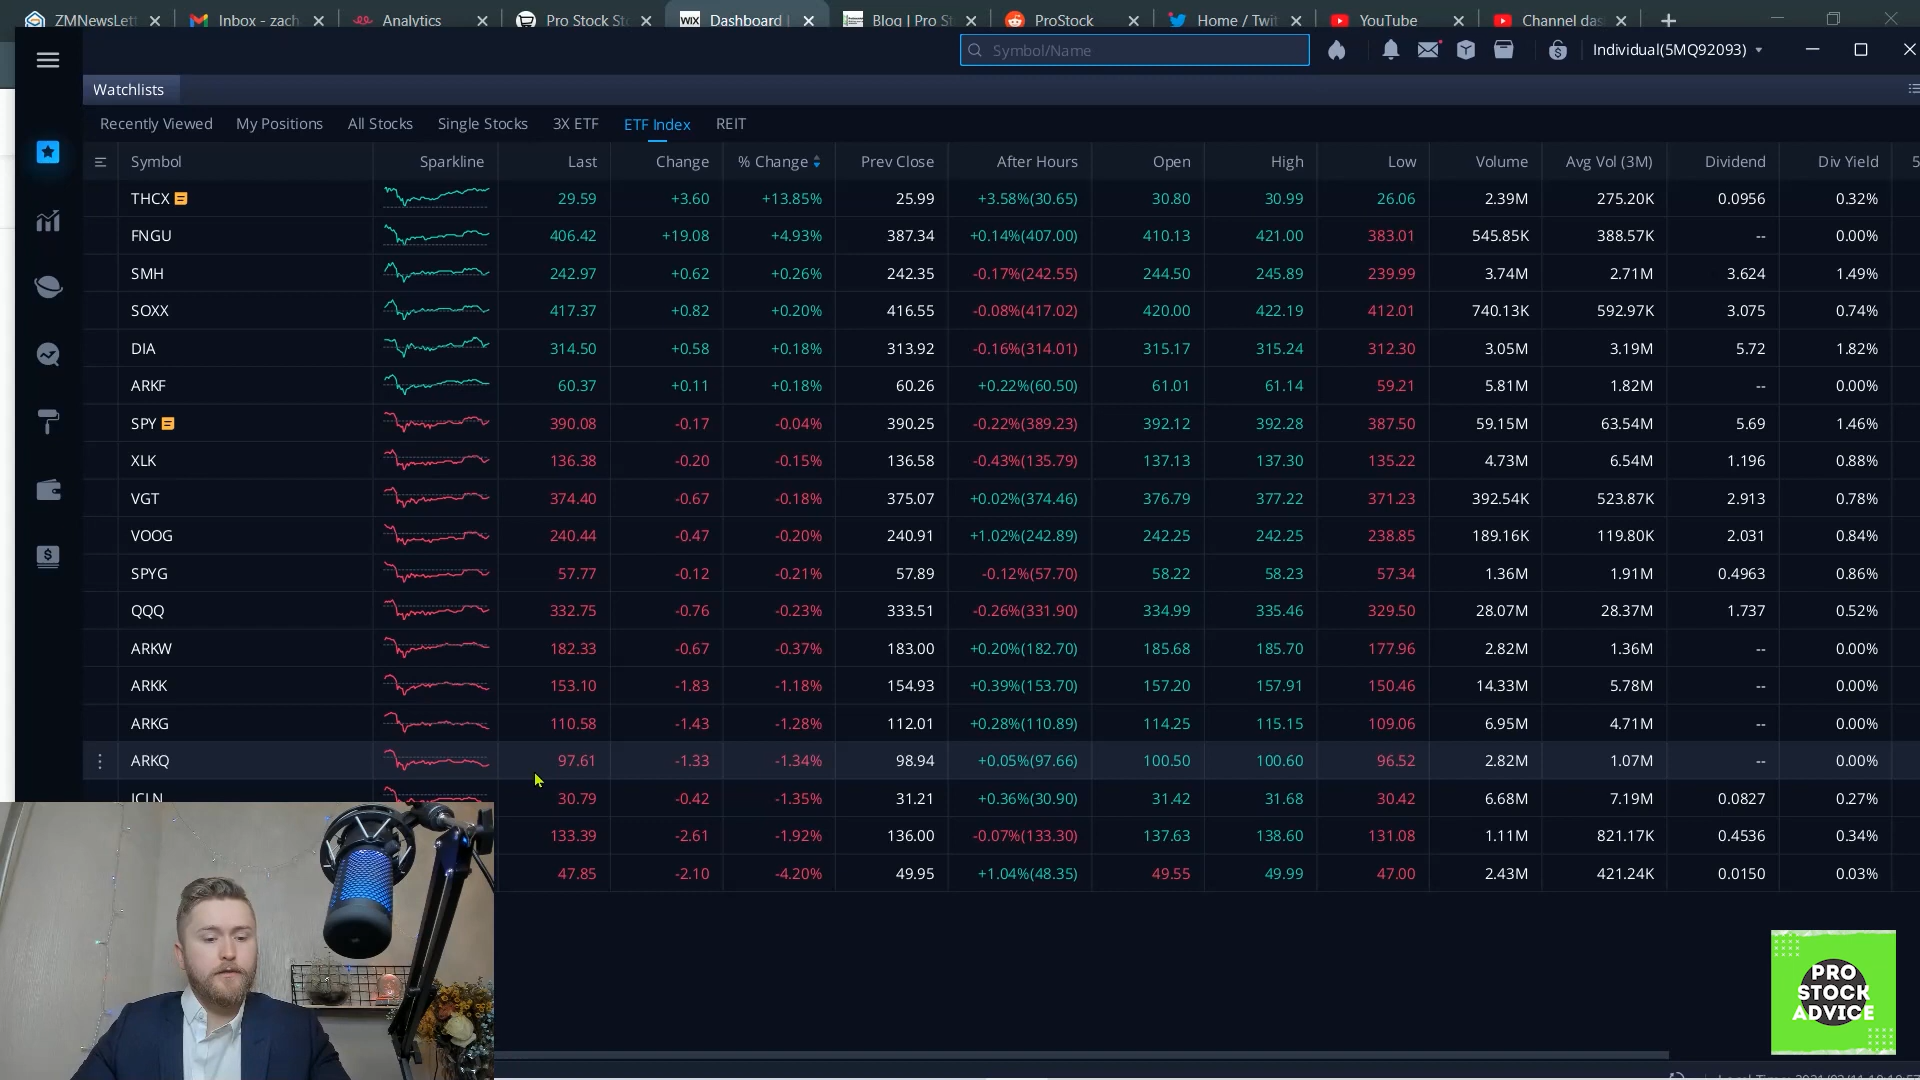 ZMNewsLett
Inbox - zach
Analytics
Pro Stock St
WIX Dashboard |
Blog | Pro S
ProStock
Home / Twit
YouTube
Channel das
Symbol/Name
Individual(5MQ92093)
Watchlists
Recently Viewed My Positions All Stocks Single Stocks 3X ETF ETF Index REIT
Symbol Sparkline Last Change % Change Prev Close After Hours Open High Low Volume Avg Vol (3M) Dividend Div Yield 5
THCX 29.59 +3.60 +13.85% 25.99 +3.58%(30.65) 30.80 30.99 26.06 2.39M 275.20K 0.0956 0.32%
FNGU 406.42 +19.08 +4.93% 387.34 +0.14%(407.00) 410.13 421.00 383.01 545.85K 388.57K -- 0.00%
SMH 242.97 +0.62 +0.26% 242.35 -0.17%(242.55) 244.50 245.89 239.99 3.74M 2.71M 3.624 1.49%
SOXX 417.37 +0.82 +0.20% 416.55 -0.08%(417.02) 420.00 422.19 412.01 740.13K 592.97K 3.075 0.74%
DIA 314.50 +0.58 +0.18% 313.92 -0.16%(314.01) 315.17 315.24 312.30 3.05M 3.19M 5.72 1.82%
ARKF 60.37 +0.11 +0.18% 60.26 +0.22%(60.50) 61.01 61.14 59.21 5.81M 1.82M -- 0.00%
SPY 390.08 -0.17 -0.04% 390.25 -0.22%(389.23) 392.12 392.28 387.50 59.15M 63.54M 5.69 1.46%
XLK 136.38 -0.20 -0.15% 136.58 -0.43%(135.79) 137.13 137.30 135.22 4.73M 6.54M 1.196 0.88%
VGT 374.40 -0.67 -0.18% 375.07 +0.02%(374.46) 376.79 377.22 371.23 392.54K 523.87K 2.913 0.78%
VOOG 240.44 -0.47 -0.20% 240.91 +1.02%(242.89) 242.25 242.25 238.85 189.16K 119.80K 2.031 0.84%
SPYG 57.77 -0.12 -0.21% 57.89 -0.12%(57.70) 58.22 58.23 57.34 1.36M 1.91M 0.4963 0.86%
QQQ 332.75 -0.76 -0.23% 333.51 -0.26%(331.90) 334.99 335.46 329.50 28.07M 28.37M 1.737 0.52%
ARKW 182.33 -0.67 -0.37% 183.00 +0.20%(182.70) 185.68 185.70 177.96 2.82M 1.36M -- 0.00%
ARKK 153.10 -1.83 -1.18% 154.93 +0.39%(153.70) 157.20 157.91 150.46 14.33M 5.78M -- 0.00%
ARKG 110.58 -1.43 -1.28% 112.01 +0.28%(110.89) 114.25 115.15 109.06 6.95M 4.71M -- 0.00%
ARKQ 97.61 -1.33 -1.34% 98.94 +0.05%(97.66) 100.50 100.60 96.52 2.82M 1.07M -- 0.00%
ICLN 30.79 -0.42 -1.35% 31.21 +0.36%(30.90) 31.42 31.68 30.42 6.68M 7.19M 0.0827 0.27%
133.39 -2.61 -1.92% 136.00 -0.07%(133.30) 137.63 138.60 131.08 1.11M 821.17K 0.4536 0.34%
47.85 -2.10 -4.20% 49.95 +1.04%(48.35) 49.55 49.99 47.00 2.43M 421.24K 0.0150 0.03%
PRO
STOCK
ADVICE